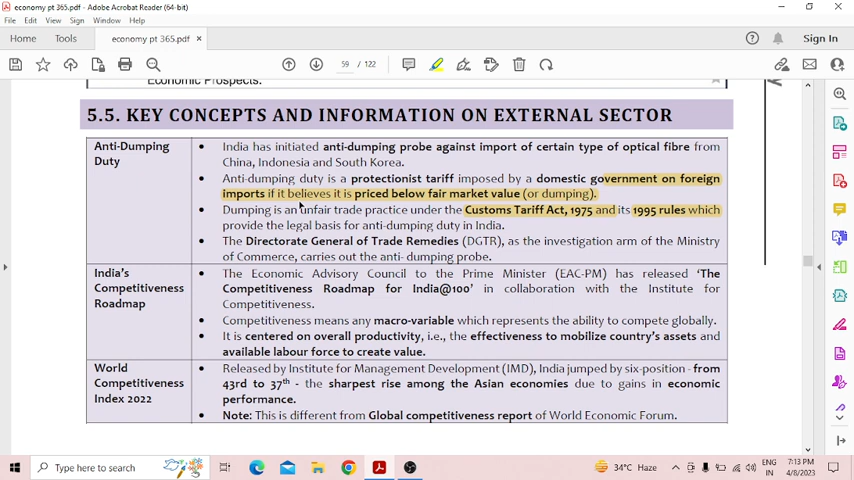 economy pt 365.pdf - Adobe Acrobat Reader (64-bit)
File Edit View Sign Window Help
Home Tools economy pt 365.pdf × Sign In
59 / 122
Economic Prospects.
5.5. KEY CONCEPTS AND INFORMATION ON EXTERNAL SECTOR
Anti-Dumping Duty
• India has initiated anti-dumping probe against import of certain type of optical fibre from
China, Indonesia and South Korea.
• Anti-dumping duty is a protectionist tariff imposed by a domestic government on foreign
imports if it believes it is priced below fair market value (or dumping).
• Dumping is an unfair trade practice under the Customs Tariff Act, 1975 and its 1995 rules which
provide the legal basis for anti-dumping duty in India.
• The Directorate General of Trade Remedies (DGTR), as the investigation arm of the Ministry
of Commerce, carries out the anti- dumping probe.
India's
Competitiveness
Roadmap
• The Economic Advisory Council to the Prime Minister (EAC-PM) has released 'The
Competitiveness Roadmap for India@100' in collaboration with the Institute for
Competitiveness.
• Competitiveness means any macro-variable which represents the ability to compete globally.
• It is centered on overall productivity, i.e., the effectiveness to mobilize country's assets and
available labour force to create value.
World
Competitiveness
Index 2022
• Released by Institute for Management Development (IMD), India jumped by six-position - from
43rd to 37th - the sharpest rise among the Asian economies due to gains in economic
performance.
• Note: This is different from Global competitiveness report of World Economic Forum.
Type here to search
34°C Haze
ENG
IN
7:13 PM
4/8/2023